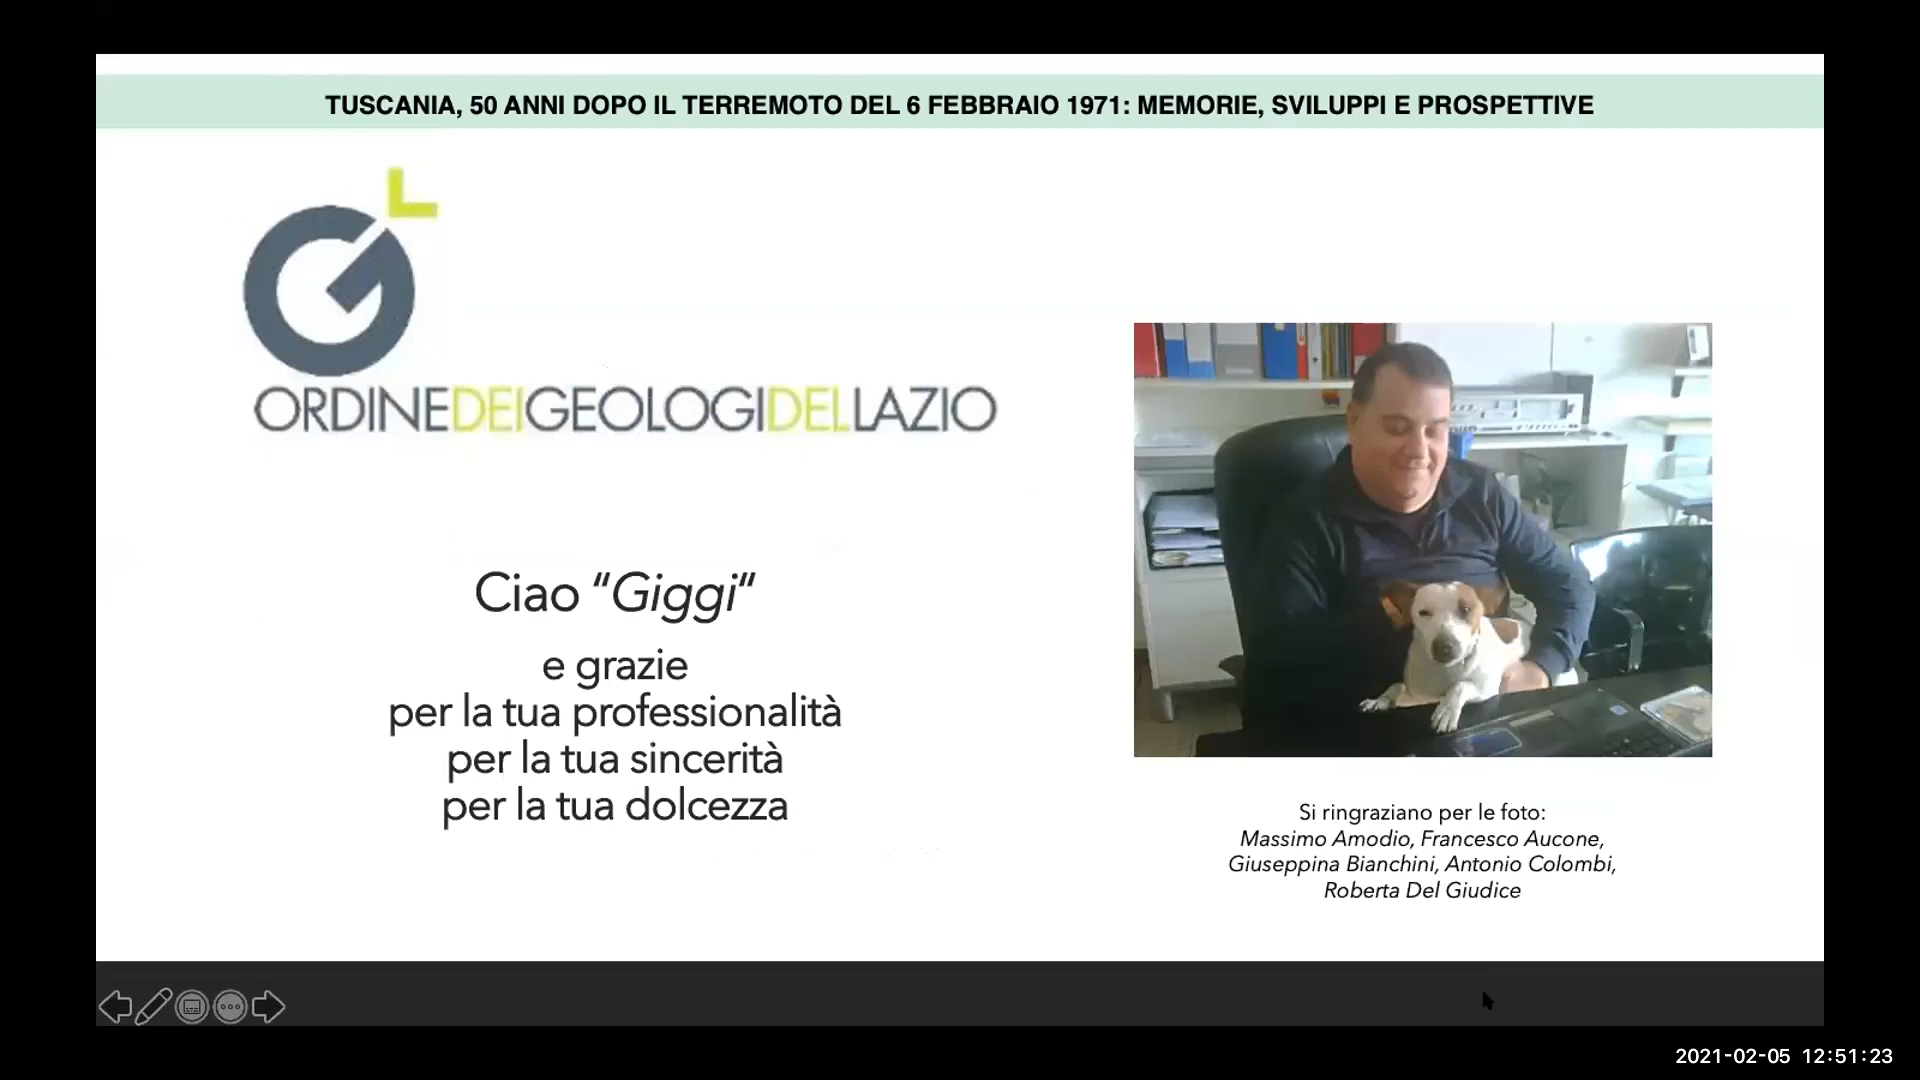 TUSCANIA, 50 ANNI DOPO IL TERREMOTO DEL 6 FEBBRAIO 1971: MEMORIE, SVILUPPI E PROSPETTIVE
ORDINEDEIGEOLOGIDELLAZIO
Ciao “Giggi”
e grazie
per la tua professionalità
per la tua sincerità
per la tua dolcezza
Si ringraziano per le foto:
Massimo Amodio, Francesco Aucone,
Giuseppina Bianchini, Antonio Colombi,
Roberta Del Giudice
2021-02-05 12:51:23